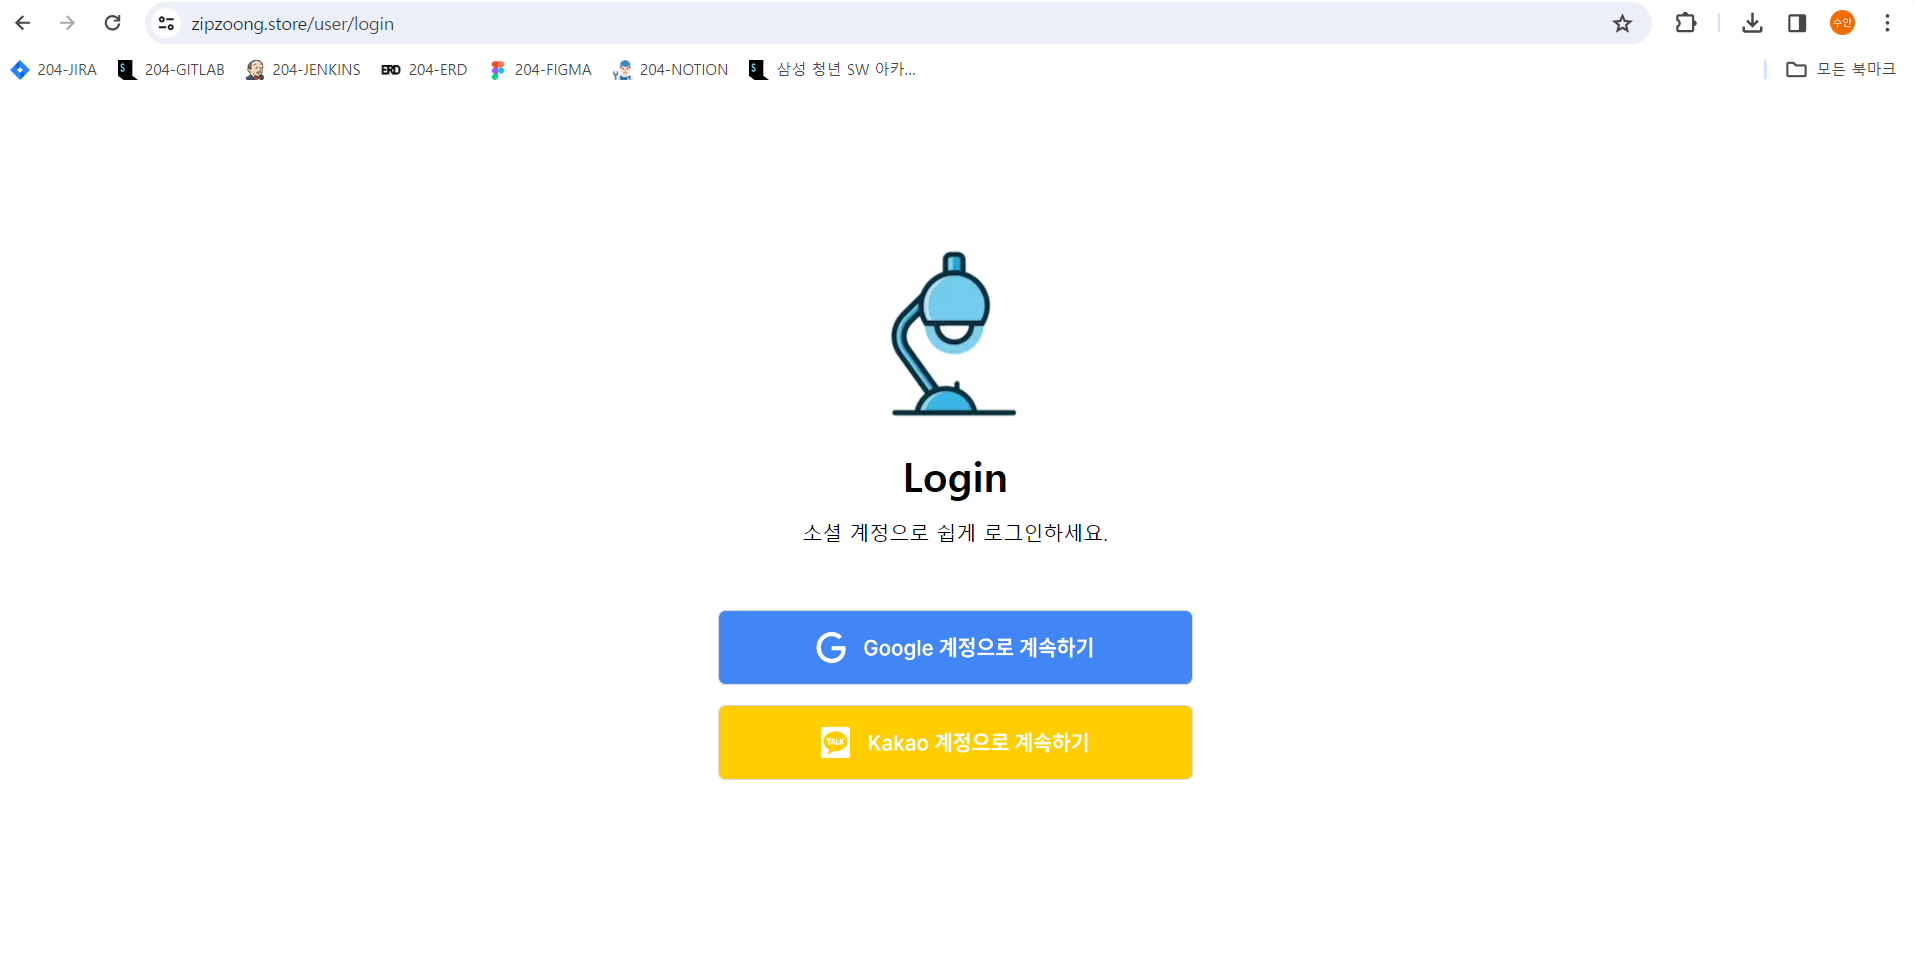 zipzoong.store/user/login
수안
204-JIRA 204-GITLAB 204-JENKINS ERD 204-ERD 204-FIGMA 204-NOTION S 삼성 청년 SW 아카... 모든 북마크
Login
소셜 계정으로 쉽게 로그인하세요.
G Google 계정으로 계속하기
TALK Kakao 계정으로 계속하기